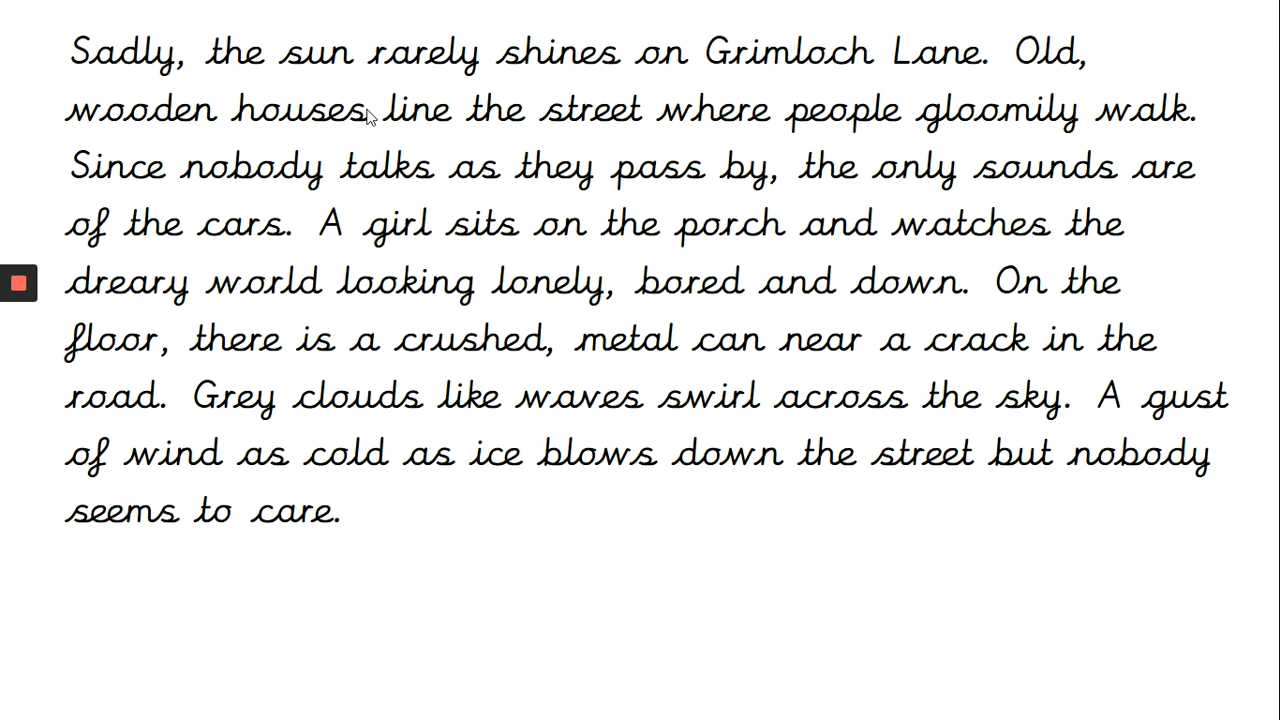 Sadly, the sun rarely shines on Grimloch Lane. Old,
wooden houses line the street where people gloomily walk.
Since nobody talks as they pass by, the only sounds are
of the cars. A girl sits on the porch and watches the
dreary world looking lonely, bored and down. On the
floor, there is a crushed, metal can near a crack in the
road. Grey clouds like waves swirl across the sky. A gust
of wind as cold as ice blows down the street but nobody
seems to care.